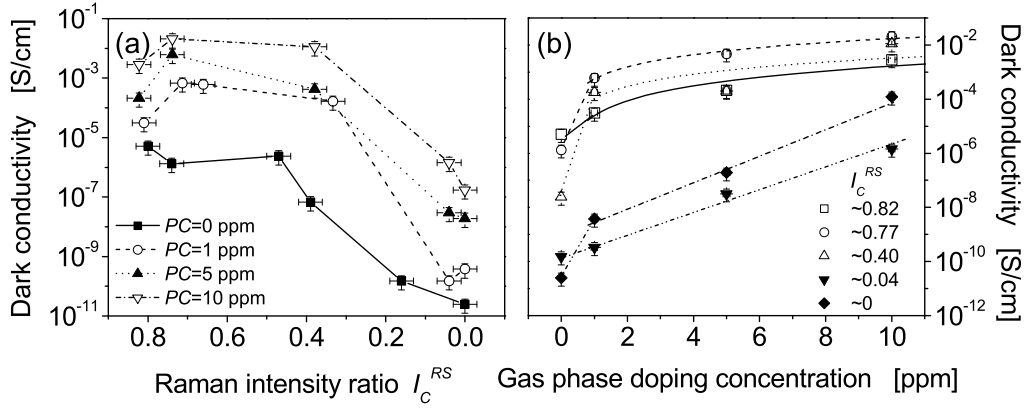 (a)
Dark conductivity [S/cm]
10^-1
10^-3
10^-5
10^-7
10^-9
10^-11
PC=0 ppm
PC=1 ppm
PC=5 ppm
PC=10 ppm
0.8 0.6 0.4 0.2 0.0
Raman intensity ratio I_C^RS
(b)
10^-2
10^-4
10^-6
10^-8
10^-10
10^-12
Dark conductivity [S/cm]
I_C^RS
~0.82
~0.77
~0.40
~0.04
~0
0 2 4 6 8 10
Gas phase doping concentration [ppm]